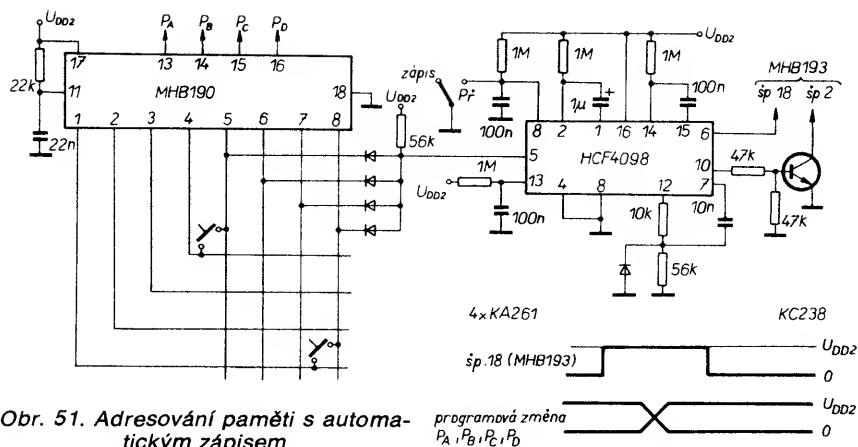 U_DD2
P_A P_B P_C P_D
17 13 14 15 16
22k
11 MHB190 18
1 2 3 4 5 6 7 8
22n
U_DD2
56k
zápis
Př
1M 1M 1M
U_DD2
100n
1μ +
100n
8 2 1 16 14 15
5 HCF4098 6
10
13 7
4 8 12
1M
U_DD2
100n
MHB193
šp 18 šp 2
47k
10n
47k
10k
56k
4xKA261 KC238
šp. 18 (MHB193)
U_DD2
0
programová změna
P_A, P_B, P_C, P_D
U_DD2
0
Obr. 51. Adresování paměti s automa-
tickým zápisem